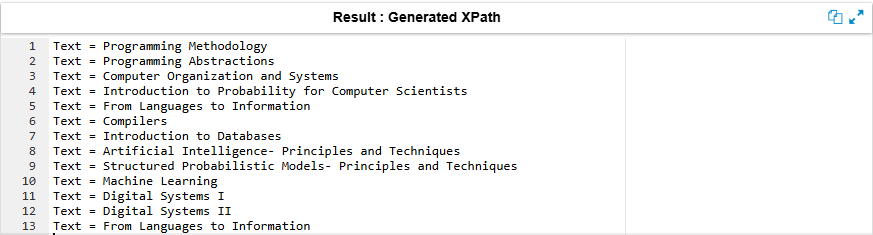 Result : Generated XPath
1 Text = Programming Methodology
2 Text = Programming Abstractions
3 Text = Computer Organization and Systems
4 Text = Introduction to Probability for Computer Scientists
5 Text = From Languages to Information
6 Text = Compilers
7 Text = Introduction to Databases
8 Text = Artificial Intelligence- Principles and Techniques
9 Text = Structured Probabilistic Models- Principles and Techniques
10 Text = Machine Learning
11 Text = Digital Systems I
12 Text = Digital Systems II
13 Text = From Languages to Information